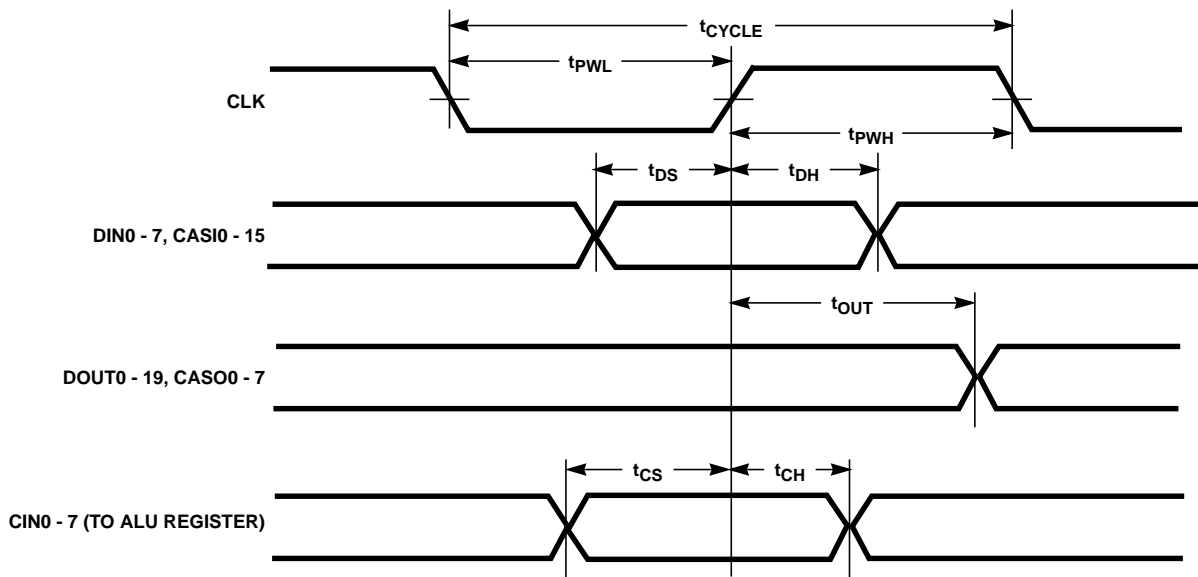 tCYCLE
tPWL
CLK
tPWH
tDS
tDH
DIN0 - 7, CASI0 - 15
tOUT
DOUT0 - 19, CASO0 - 7
tCS
tCH
CIN0 - 7 (TO ALU REGISTER)